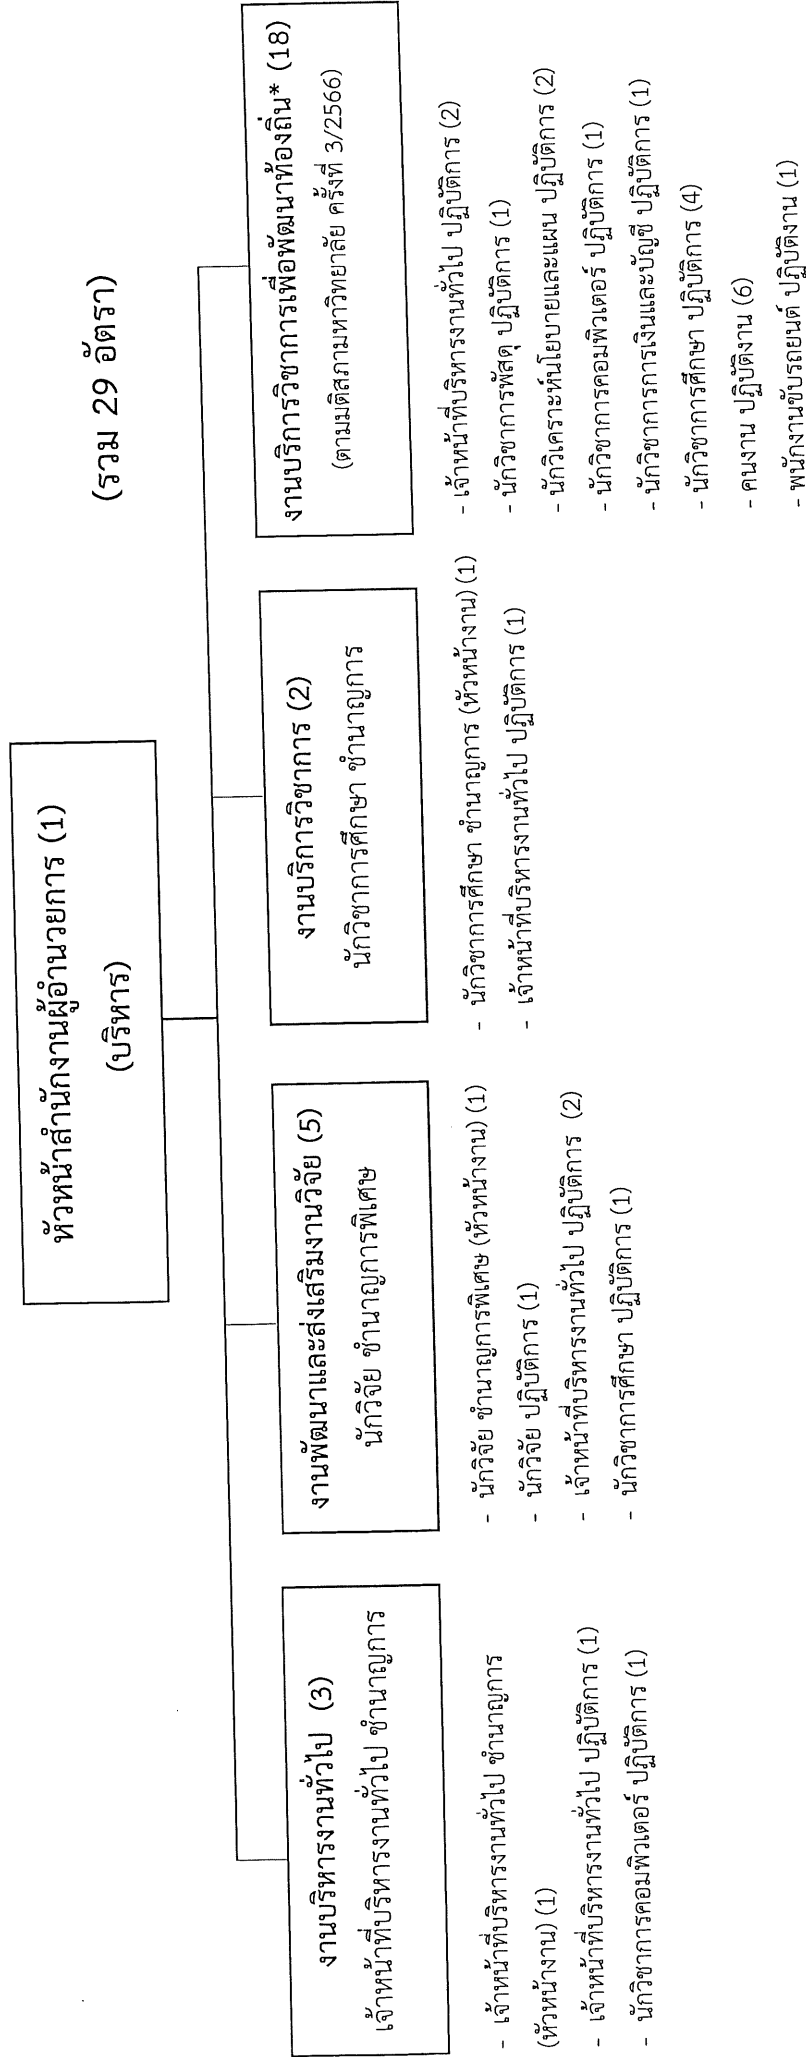 หัวหน้าสำนักงานผู้อำนวยการ (1)
(บริหาร)
(รวม 29 อัตรา)
งานบริหารงานทั่วไป (3)
เจ้าหน้าที่บริหารงานทั่วไป ชำนาญการ
- เจ้าหน้าที่บริหารงานทั่วไป ชำนาญการ
(หัวหน้างาน) (1)
- เจ้าหน้าที่บริหารงานทั่วไป ปฏิบัติการ (1)
- นักวิชาการคอมพิวเตอร์ ปฏิบัติการ (1)
งานพัฒนาและส่งเสริมงานวิจัย (5)
นักวิจัย ชำนาญการพิเศษ
- นักวิจัย ชำนาญการพิเศษ (หัวหน้างาน) (1)
- นักวิจัย ปฏิบัติการ (1)
- เจ้าหน้าที่บริหารงานทั่วไป ปฏิบัติการ (2)
- นักวิชาการศึกษา ปฏิบัติการ (1)
งานบริการวิชาการ (2)
นักวิชาการศึกษา ชำนาญการ
- นักวิชาการศึกษา ชำนาญการ (หัวหน้างาน) (1)
- เจ้าหน้าที่บริหารงานทั่วไป ปฏิบัติการ (1)
งานบริการวิชาการเพื่อพัฒนาท้องถิ่น* (18)
(ตามมติสภามหาวิทยาลัย ครั้งที่ 3/2566)
- เจ้าหน้าที่บริหารงานทั่วไป ปฏิบัติการ (2)
- นักวิชาการพัสดุ ปฏิบัติการ (1)
- นักวิเคราะห์นโยบายและแผน ปฏิบัติการ (2)
- นักวิชาการคอมพิวเตอร์ ปฏิบัติการ (1)
- นักวิชาการการเงินและบัญชี ปฏิบัติการ (1)
- นักวิชาการศึกษา ปฏิบัติการ (4)
- คนงาน ปฏิบัติงาน (6)
- พนักงานขับรถยนต์ ปฏิบัติงาน (1)